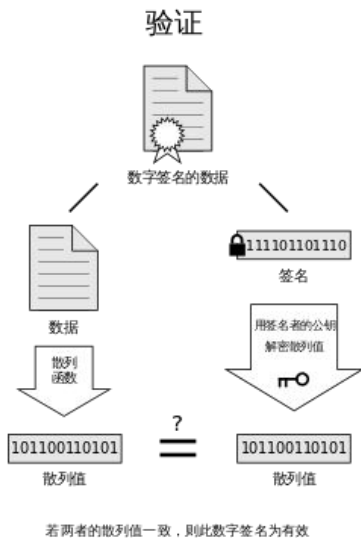 验证
数字签名的数据
111101101110
签名
数据
用签名者的公钥
解密散列值
散列
函数
?
101100110101
=
101100110101
散列值
散列值
若两者的散列值一致，则此数字签名为有效